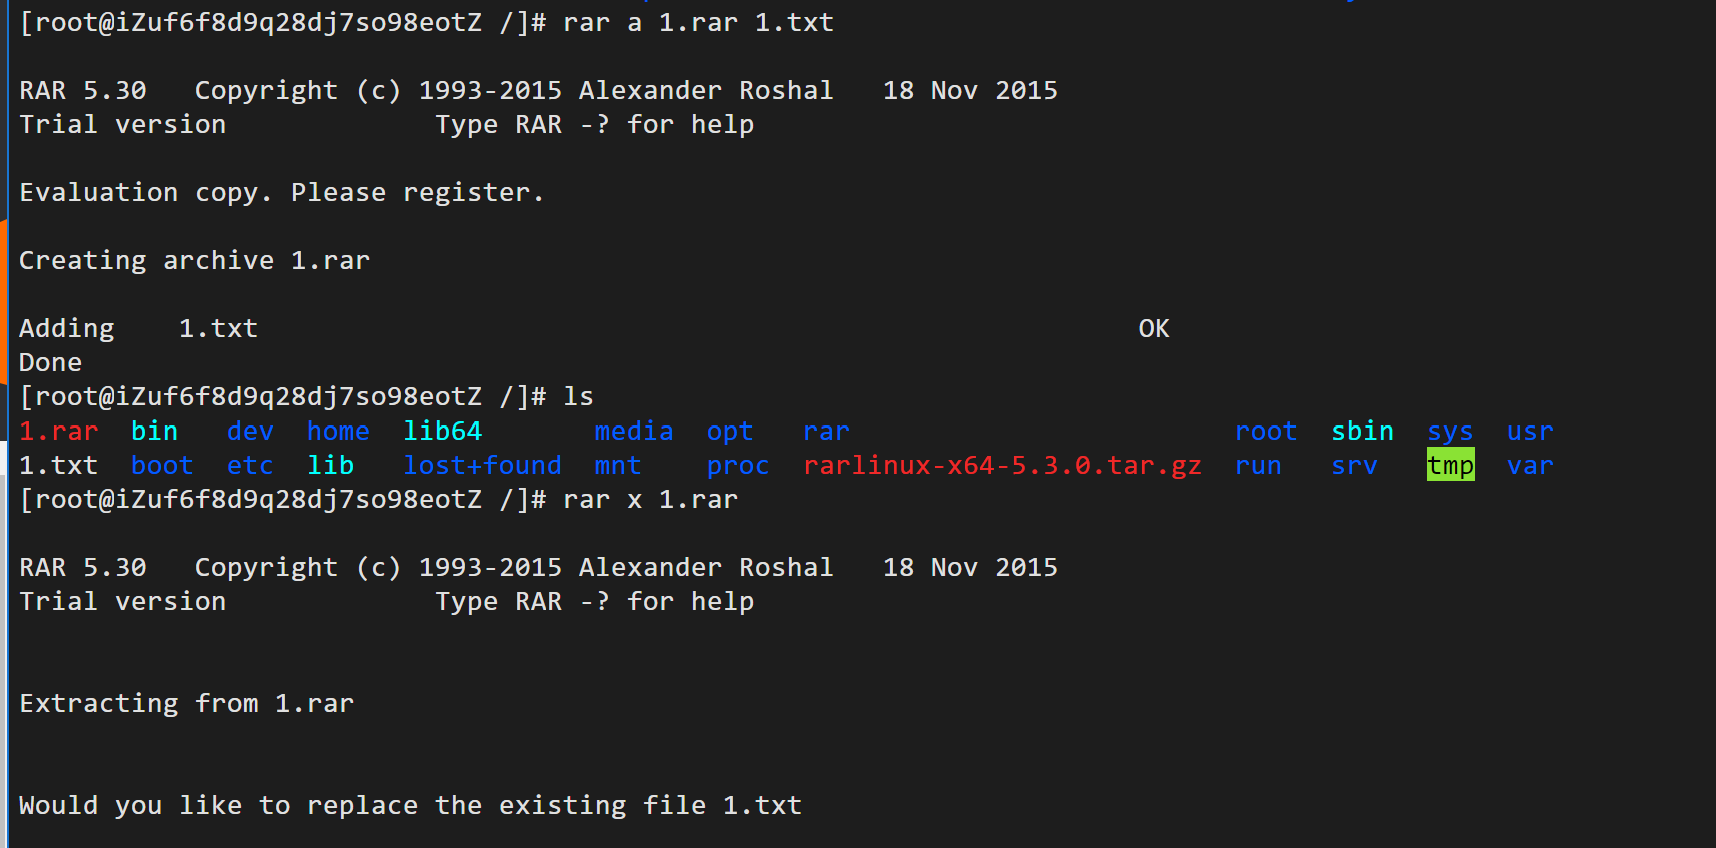 [root@iZuf6f8d9q28dj7so98eotZ /]# rar a 1.rar 1.txt
RAR 5.30   Copyright (c) 1993-2015 Alexander Roshal   18 Nov 2015
Trial version             Type RAR -? for help
Evaluation copy. Please register.
Creating archive 1.rar
Adding    1.txt                                                       OK
Done
[root@iZuf6f8d9q28dj7so98eotZ /]# ls
1.rar  bin   dev  home  lib64       media  opt   rar                        root  sbin  sys  usr
1.txt  boot  etc  lib   lost+found  mnt    proc  rarlinux-x64-5.3.0.tar.gz  run   srv   tmp  var
[root@iZuf6f8d9q28dj7so98eotZ /]# rar x 1.rar
RAR 5.30   Copyright (c) 1993-2015 Alexander Roshal   18 Nov 2015
Trial version             Type RAR -? for help
Extracting from 1.rar
Would you like to replace the existing file 1.txt